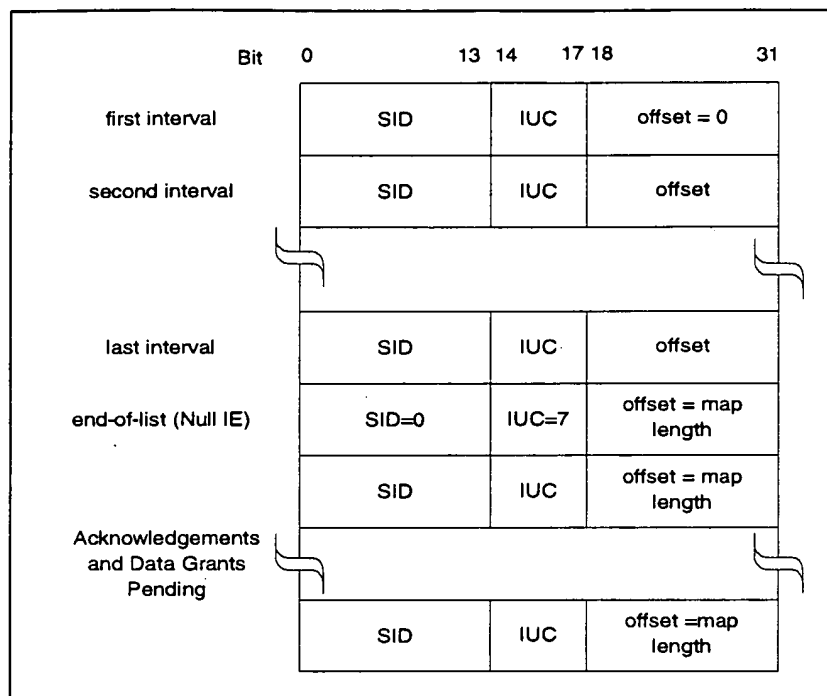 Bit 0 13 14 17 18 31
first interval SID IUC offset = 0
second interval SID IUC offset
last interval SID IUC offset
end-of-list (Null IE) SID=0 IUC=7 offset = map
length
SID IUC offset = map
length
Acknowledgements
and Data Grants
Pending
SID IUC offset =map
length